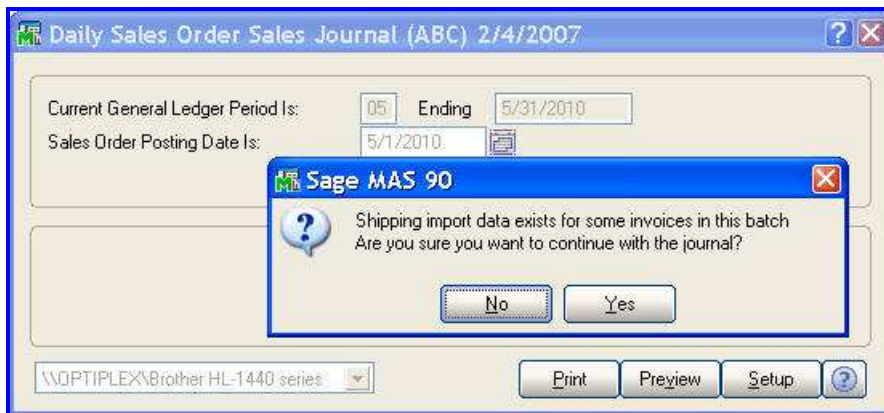 Daily Sales Order Sales Journal (ABC) 2/4/2007
Current General Ledger Period Is: 05 Ending 5/31/2010
Sales Order Posting Date Is: 5/1/2010
Sage MAS 90
Shipping import data exists for some invoices in this batch
Are you sure you want to continue with the journal?
No Yes
\\OPTIPLEX\Brother HL-1440 series Print Preview Setup